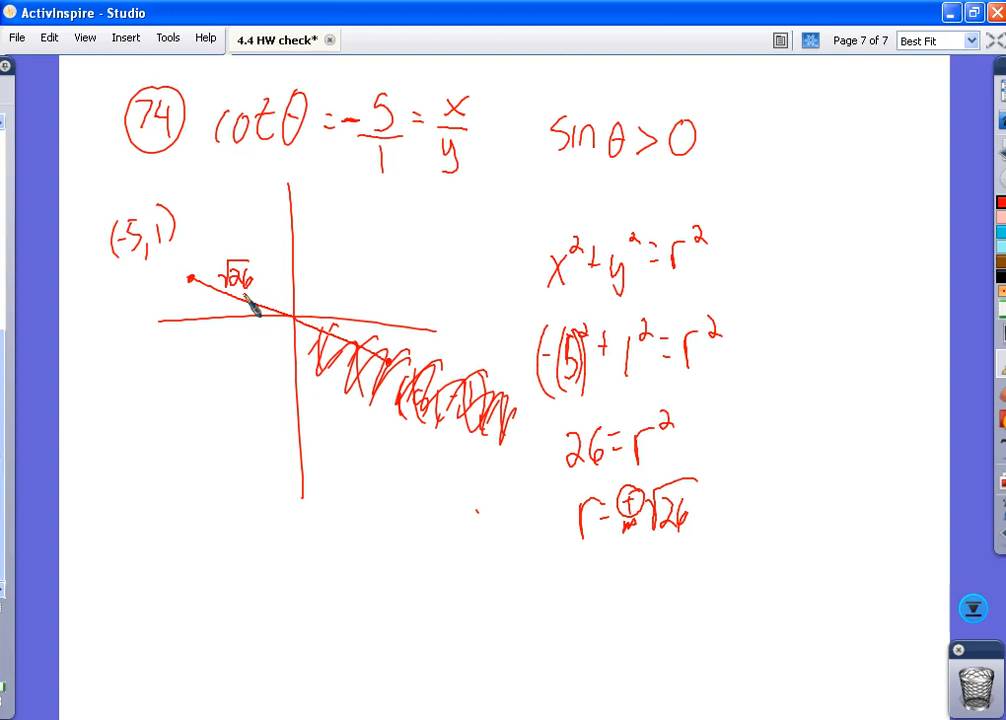 ActivInspire - Studio
File Edit View Insert Tools Help
4.4 HW check*
Page 7 of 7
Best Fit
74 cot θ = -5/1 = x/y
sin θ > 0
(-5, 1)
√26
x² + y² = r²
(-5)² + 1² = r²
26 = r²
r = + √26